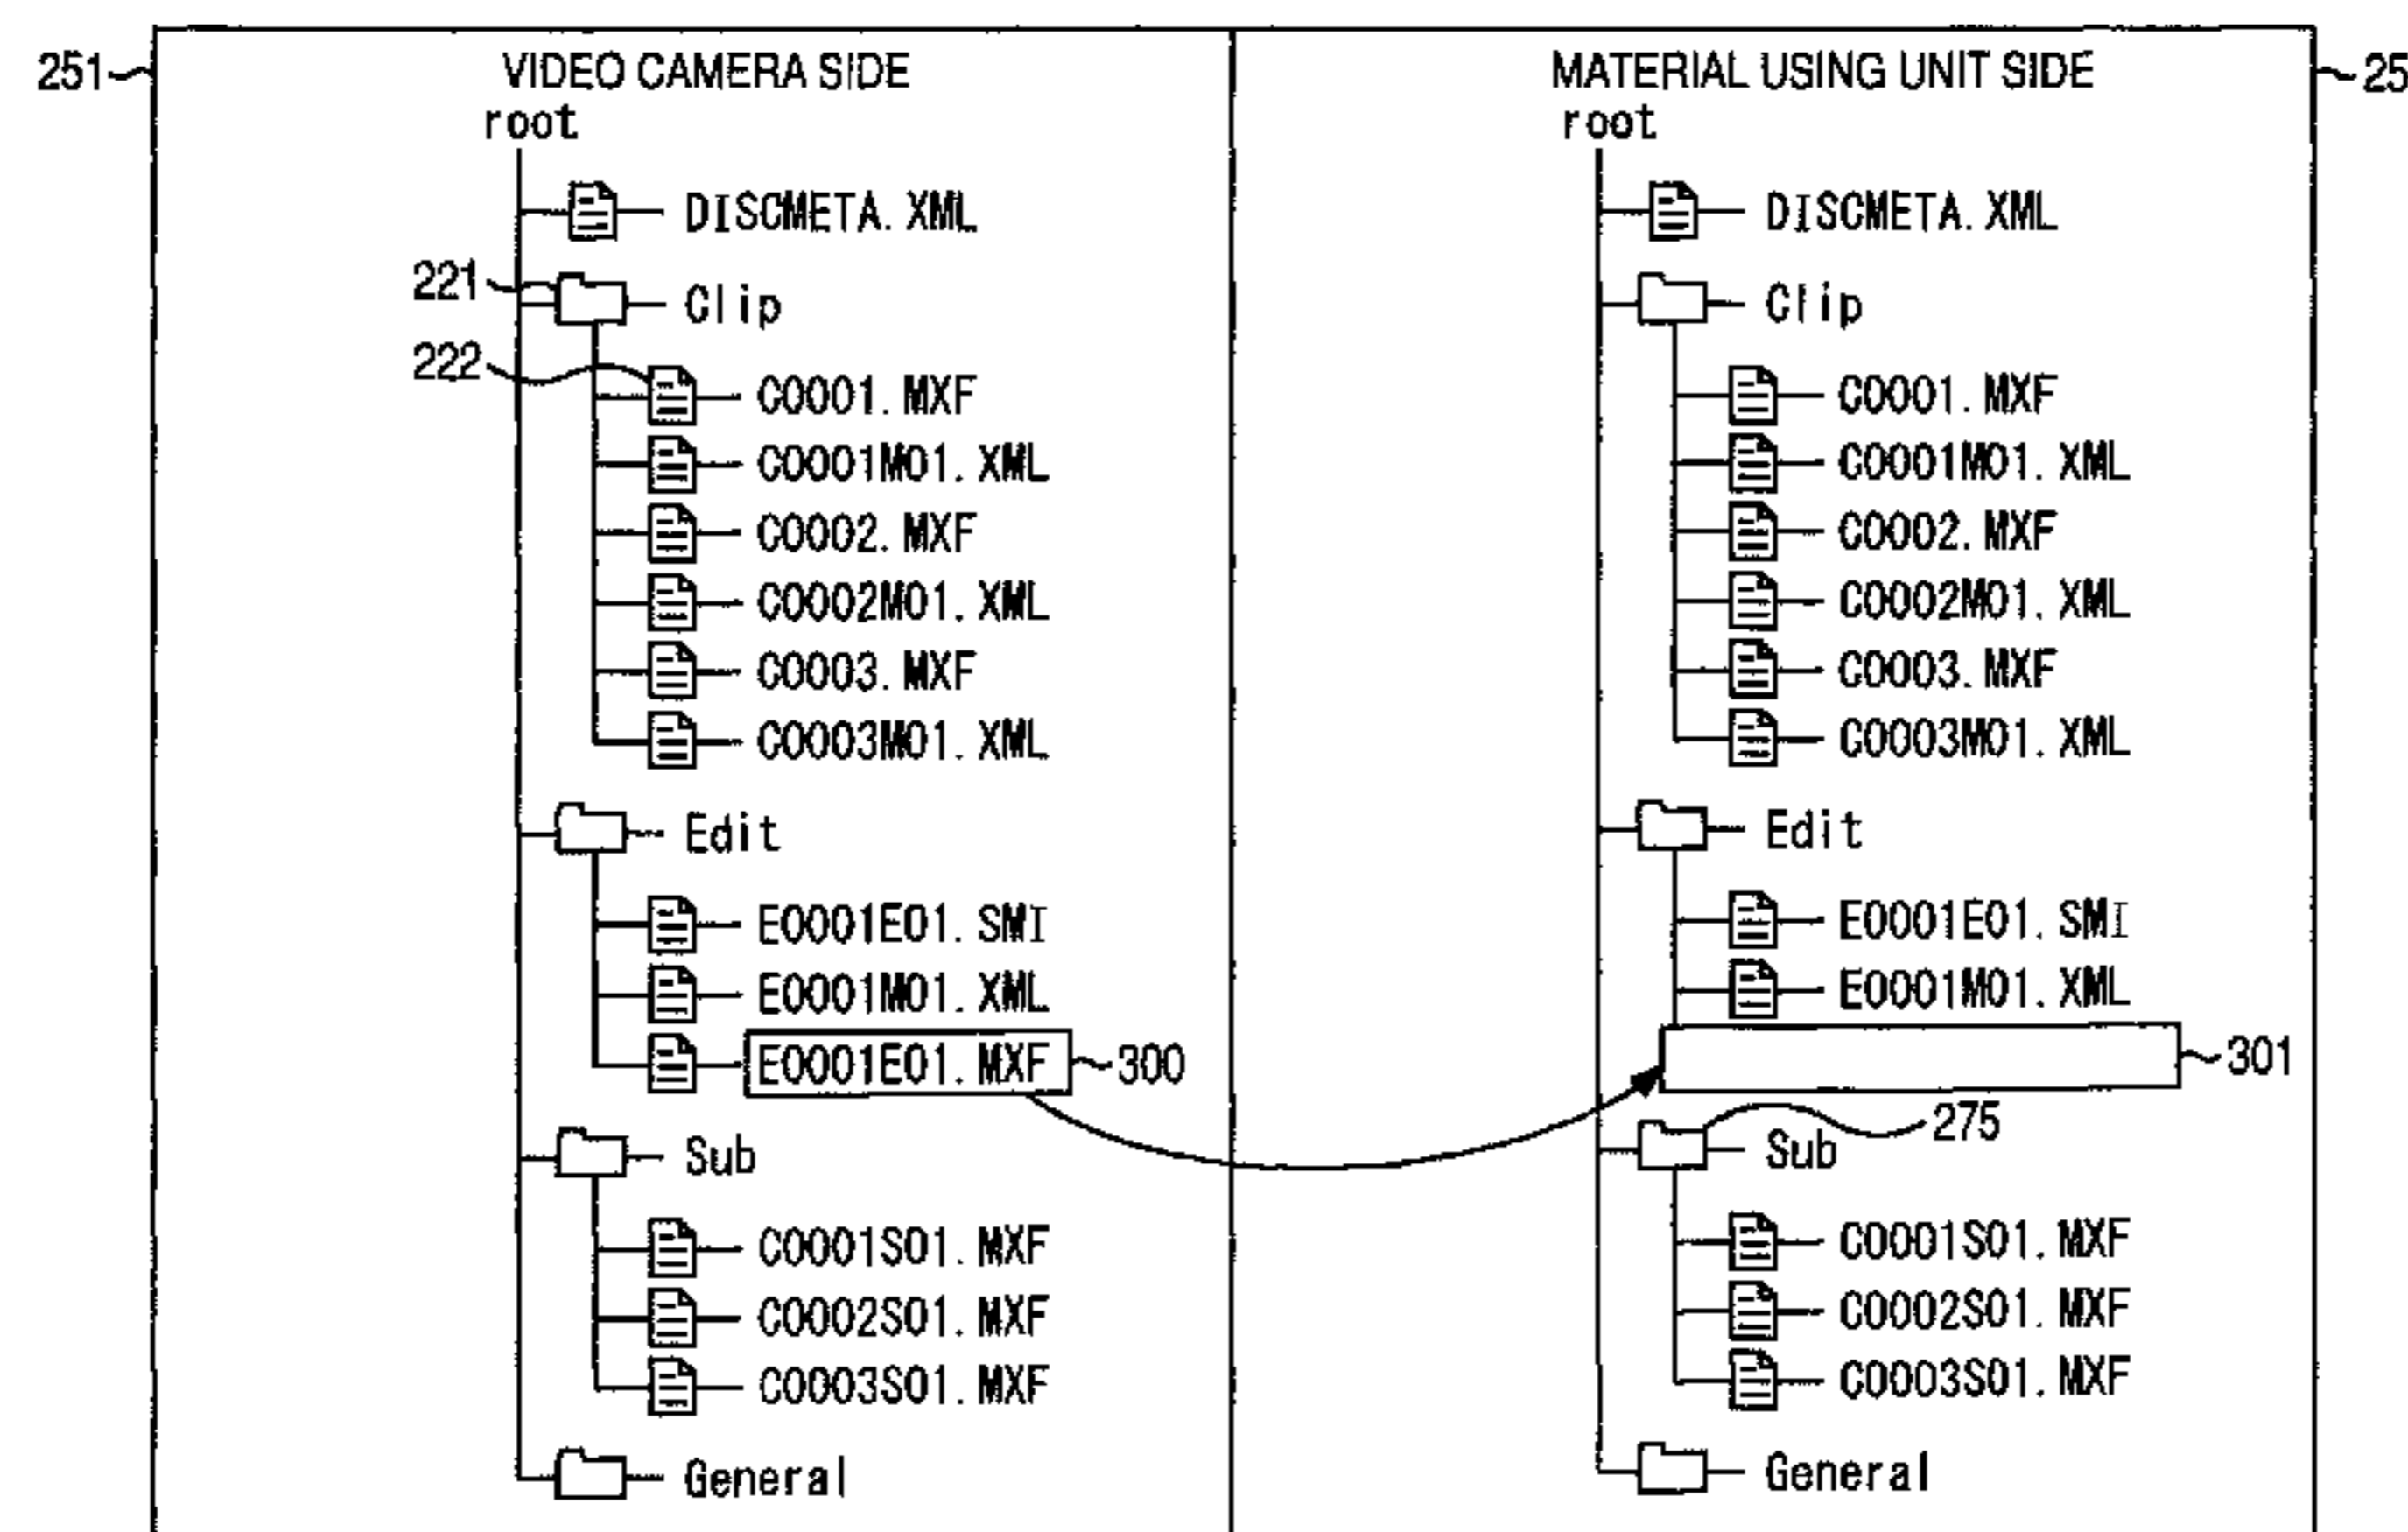 251
VIDEO CAMERA SIDE
root
DISCMETA.XML
221
Clip
222
C0001.MXF
C0001M01.XML
C0002.MXF
C0002M01.XML
C0003.MXF
C0003M01.XML
Edit
E0001E01.SMI
E0001M01.XML
E0001E01.MXF
300
Sub
C0001S01.MXF
C0002S01.MXF
C0003S01.MXF
General
MATERIAL USING UNIT SIDE
root
DISCMETA.XML
Clip
C0001.MXF
C0001M01.XML
C0002.MXF
C0002M01.XML
C0003.MXF
C0003M01.XML
Edit
E0001E01.SMI
E0001M01.XML
301
275
Sub
C0001S01.MXF
C0002S01.MXF
C0003S01.MXF
General